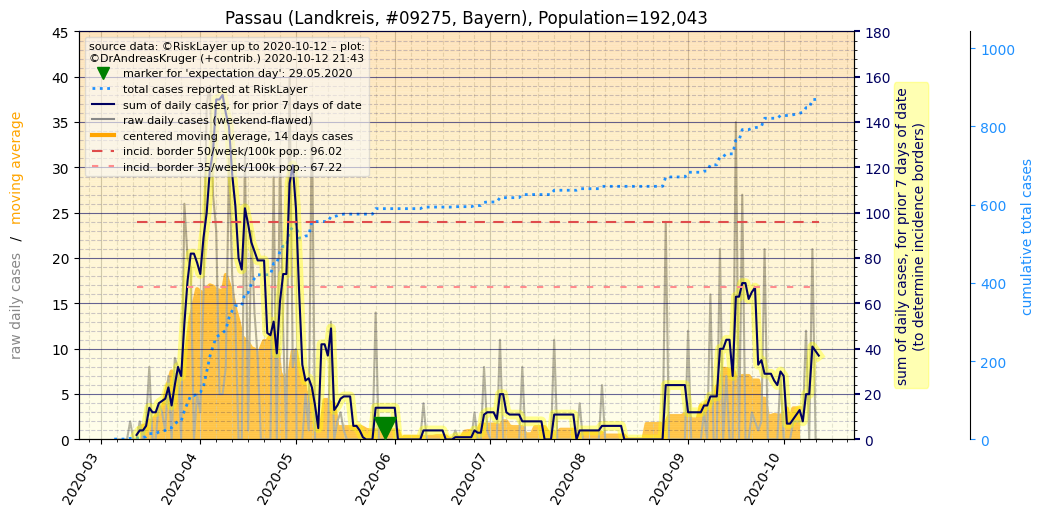 Passau (Landkreis, #09275, Bayern), Population=192,043
source data: ©RiskLayer up to 2020-10-12 – plot:
©DrAndreasKruger (+contrib.) 2020-10-12 21:43
marker for 'expectation day': 29.05.2020
total cases reported at RiskLayer
sum of daily cases, for prior 7 days of date
raw daily cases (weekend-flawed)
centered moving average, 14 days cases
incid. border 50/week/100k pop.: 96.02
incid. border 35/week/100k pop.: 67.22
raw daily cases / moving average
45
40
35
30
25
20
15
10
5
0
180
160
140
120
100
80
60
40
20
0
sum of daily cases, for prior 7 days of date
(to determine incidence borders)
1000
800
600
400
200
0
cumulative total cases
2020-03
2020-04
2020-05
2020-06
2020-07
2020-08
2020-09
2020-10